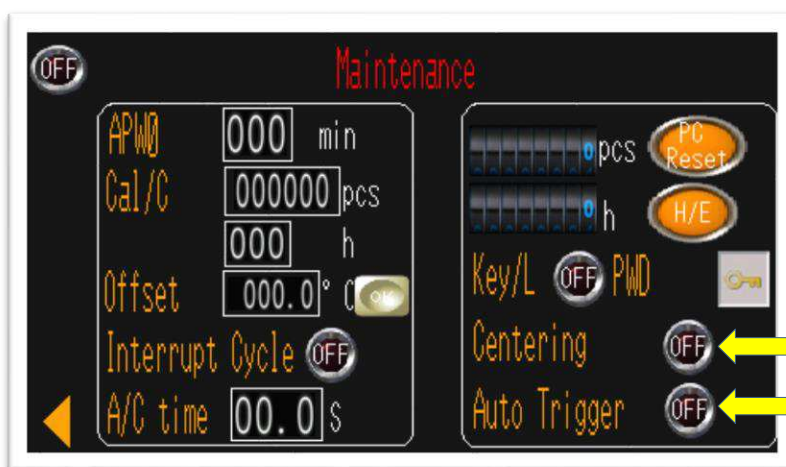 OFF
Maintenance
APW0 000 min
Cal/C 000000 pcs
000 h
Offset 000.0° C OK
Interrupt Cycle OFF
A/C time 00.0 S
0 pcs PC Reset
0 h H/E
Key/L OFF PWD
Centering OFF
Auto Trigger OFF